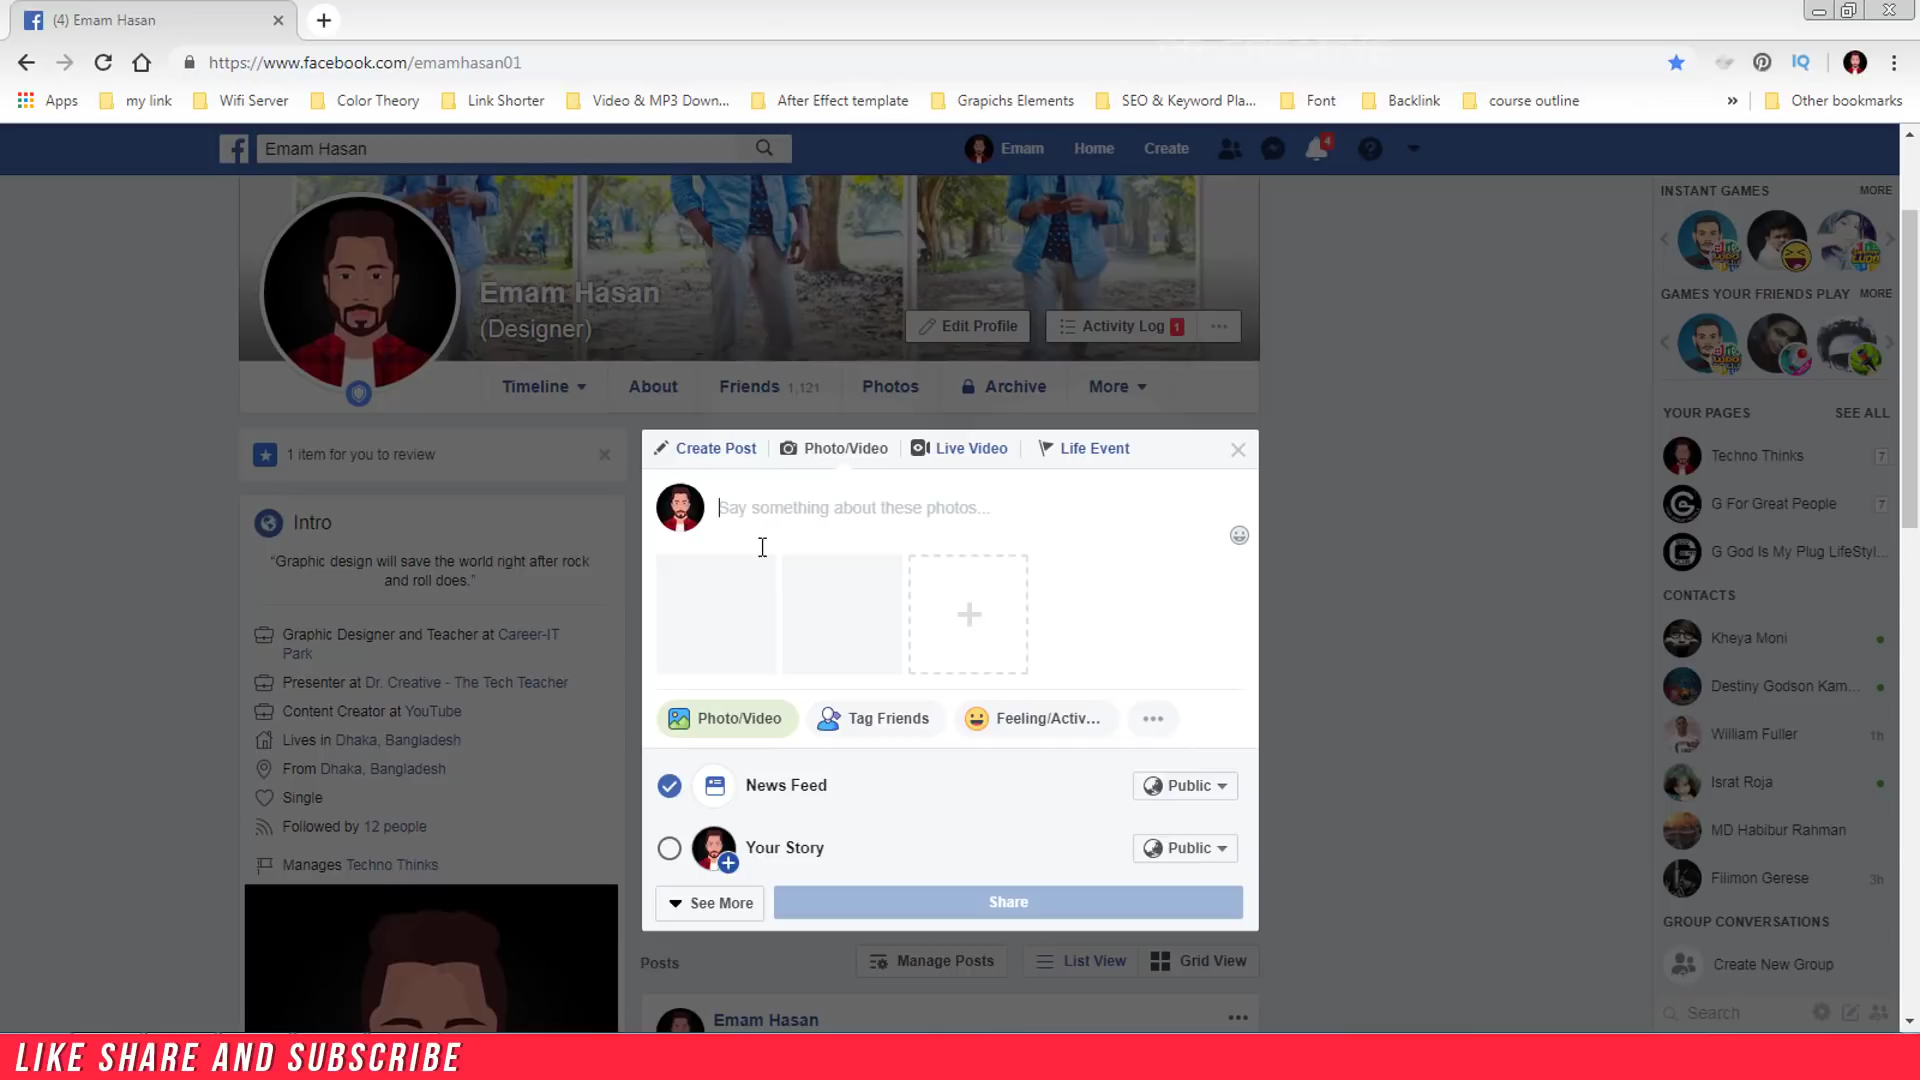 (4) Emam Hasan
https://www.facebook.com/emamhasan01
IQ
Apps my link Wifi Server Color Theory Link Shorter Video & MP3 Down... After Effect template Grapichs Elements SEO & Keyword Pla... Font Backlink course outline » Other bookmarks
Emam Hasan
Emam Home Create 4
Emam Hasan
(Designer)
Edit Profile Activity Log 1
Timeline About Friends 1,121 Photos Archive More
1 item for you to review
Intro
“Graphic design will save the world right after rock
and roll does.”
Graphic Designer and Teacher at Career-IT
Park
Presenter at Dr. Creative - The Tech Teacher
Content Creator at YouTube
Lives in Dhaka, Bangladesh
From Dhaka, Bangladesh
Single
Followed by 12 people
Manages Techno Thinks
Create Post Photo/Video Live Video Life Event
Say something about these photos...
Photo/Video Tag Friends Feeling/Activ...
News Feed Public
Your Story Public
See More Share
Posts Manage Posts List View Grid View
Emam Hasan
INSTANT GAMES MORE
GAMES YOUR FRIENDS PLAY MORE
YOUR PAGES SEE ALL
Techno Thinks 7
G For Great People 7
G God Is My Plug LifeStyl...
CONTACTS
Kheya Moni
Destiny Godson Kam...
William Fuller 1h
Israt Roja
MD Habibur Rahman
Filimon Gerese 3h
GROUP CONVERSATIONS
Create New Group
Search
LIKE SHARE AND SUBSCRIBE